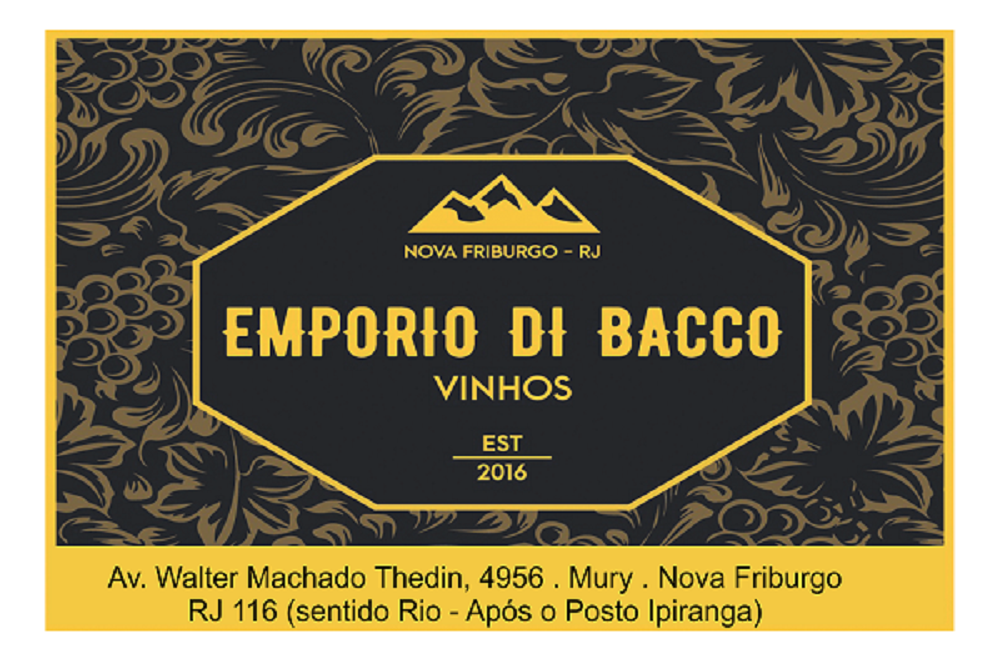 NOVA FRIBURGO - RJ
EMPORIO DI BACCO
VINHOS
EST
2016
Av. Walter Machado Thedin, 4956 . Mury . Nova Friburgo
RJ 116 (sentido Rio - Após o Posto Ipiranga)